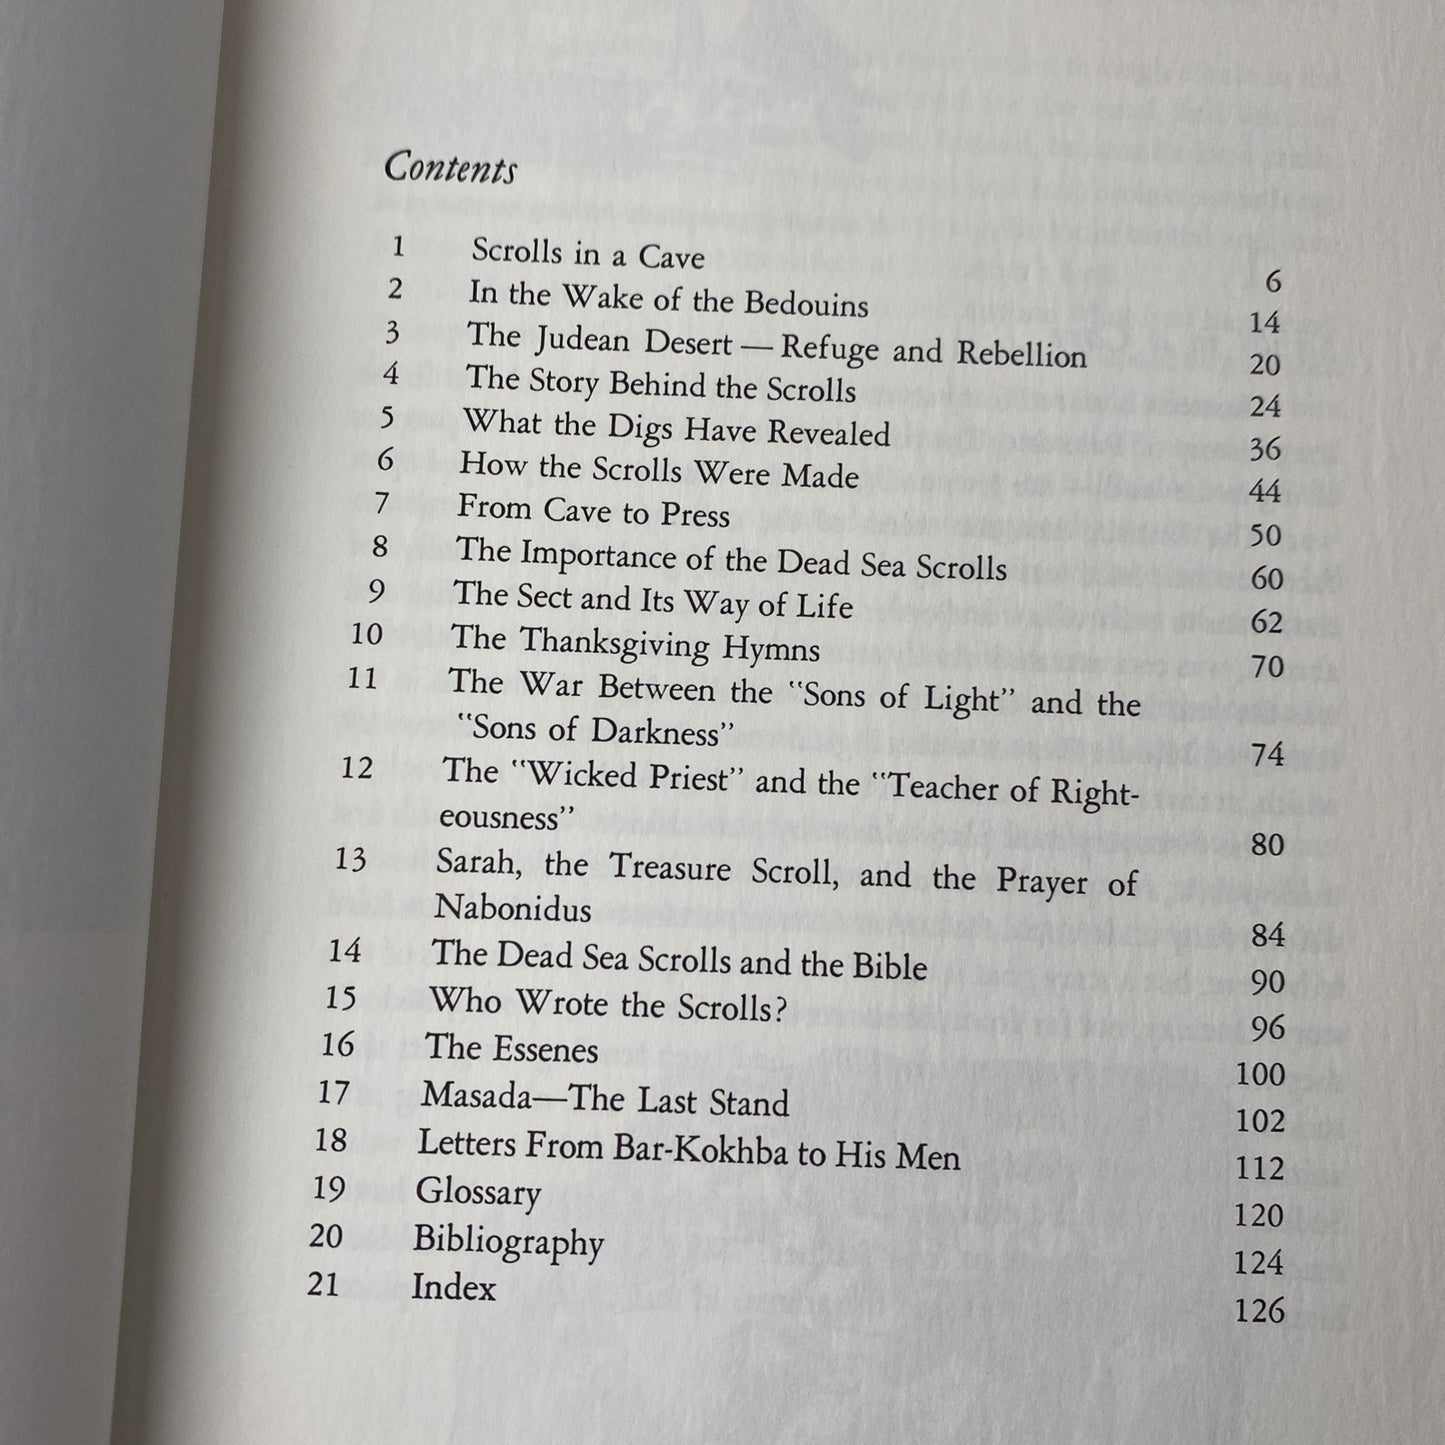 Contents
1 Scrolls in a Cave 6
2 In the Wake of the Bedouins 14
3 The Judean Desert — Refuge and Rebellion 20
4 The Story Behind the Scrolls 24
5 What the Digs Have Revealed 36
6 How the Scrolls Were Made 44
7 From Cave to Press 50
8 The Importance of the Dead Sea Scrolls 60
9 The Sect and Its Way of Life 62
10 The Thanksgiving Hymns 70
11 The War Between the "Sons of Light" and the
"Sons of Darkness" 74
12 The "Wicked Priest" and the "Teacher of Right-
eousness" 80
13 Sarah, the Treasure Scroll, and the Prayer of
Nabonidus 84
14 The Dead Sea Scrolls and the Bible 90
15 Who Wrote the Scrolls? 96
16 The Essenes 100
17 Masada—The Last Stand 102
18 Letters From Bar-Kokhba to His Men 112
19 Glossary 120
20 Bibliography 124
21 Index 126